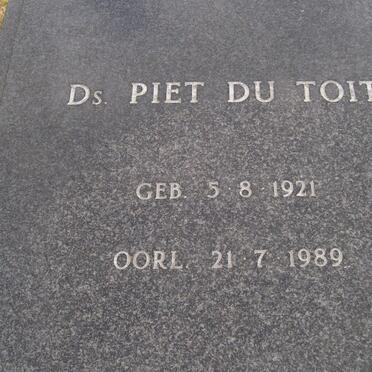 Ds. PIET DU TOIT
GEB. 5.8.1921
OORL. 21.7.1989